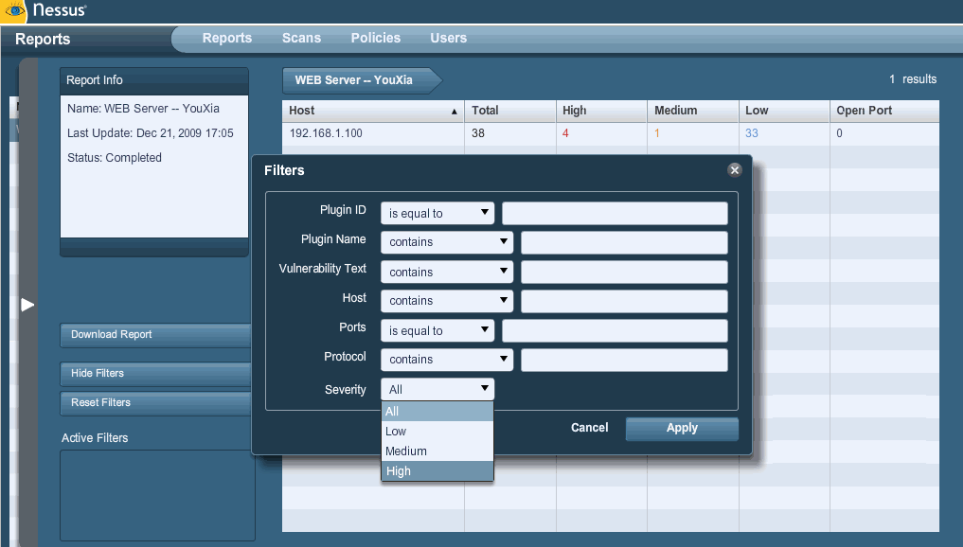 Nessus
Reports
Reports Scans Policies Users
Report Info
Name: WEB Server -- YouXia
Last Update: Dec 21, 2009 17:05
Status: Completed
WEB Server -- YouXia
1 results
Host Total High Medium Low Open Port
192.168.1.100 38 4 1 33 0
Filters
Plugin ID is equal to
Plugin Name contains
Vulnerability Text contains
Host contains
Ports is equal to
Protocol contains
Severity All
All
Low
Medium
High
Cancel Apply
Download Report
Hide Filters
Reset Filters
Active Filters